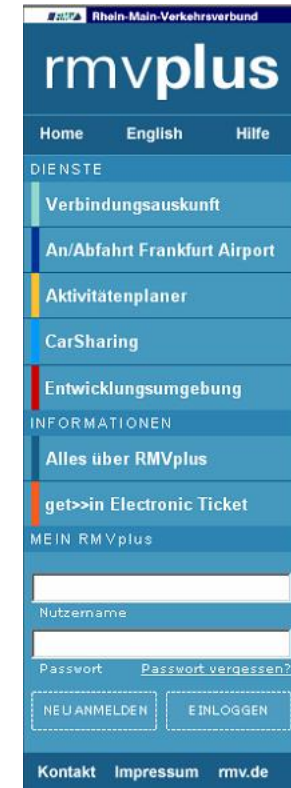 Rhein-Main-Verkehrsverbund
rmvplus
Home English Hilfe
DIENSTE
Verbindungsauskunft
An/Abfahrt Frankfurt Airport
Aktivitätenplaner
CarSharing
Entwicklungsumgebung
INFORMATIONEN
Alles über RMVplus
get>>in Electronic Ticket
MEIN RMVplus
Nutzername
Passwort Passwort vergessen?
NEU ANMELDEN EINLOGGEN
Kontakt Impressum rmv.de